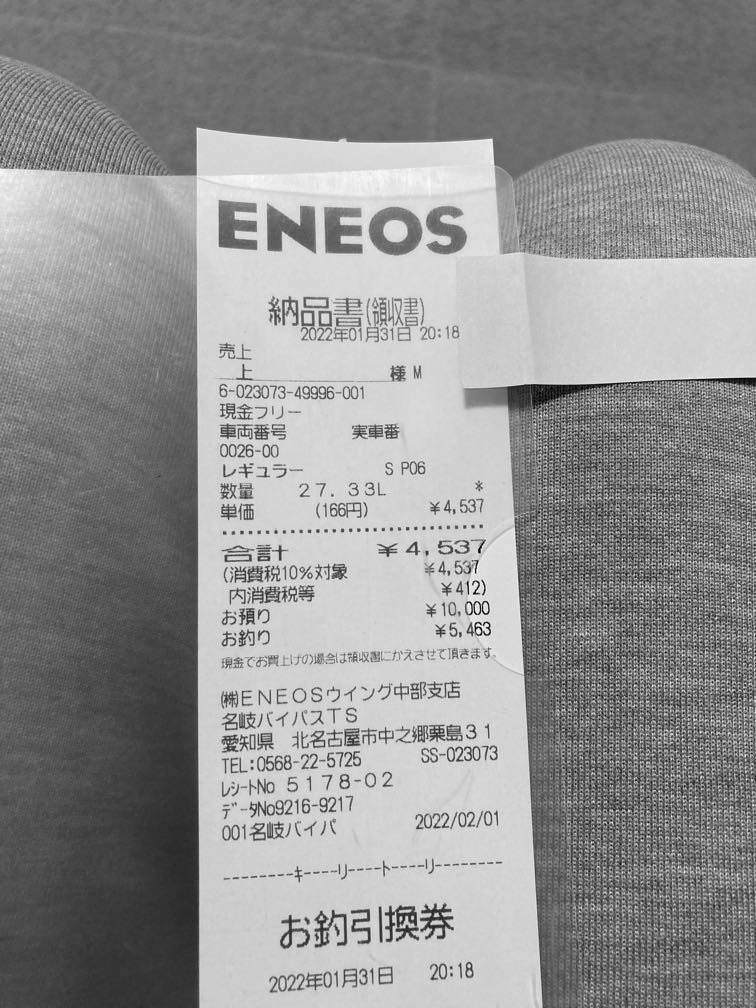 ENEOS
納品書(領収書)
2022年01月31日 20:18
売上
上 様 M
6-023073-49996-001
現金フリー
車両番号 実車番
0026-00
レギュラー S P06
数量 27.33L *
単価 (166円) ¥4,537
合計 ¥4,537
(消費税10%対象 ¥4,537
内消費税等 ¥412)
お預り ¥10,000
お釣り ¥5,463
現金でお買上げの場合は領収書にかえさせて頂きます。
㈱ENEOSウイング中部支店
名岐バイパスTS
愛知県 北名古屋市中之郷栗島31
TEL:0568-22-5725 SS-023073
レシートNo 5178-02
データNo9216-9217
001名岐バイパ 2022/02/01
--------キ----リ----ト----リ--------
お釣引換券
2022年01月31日 20:18